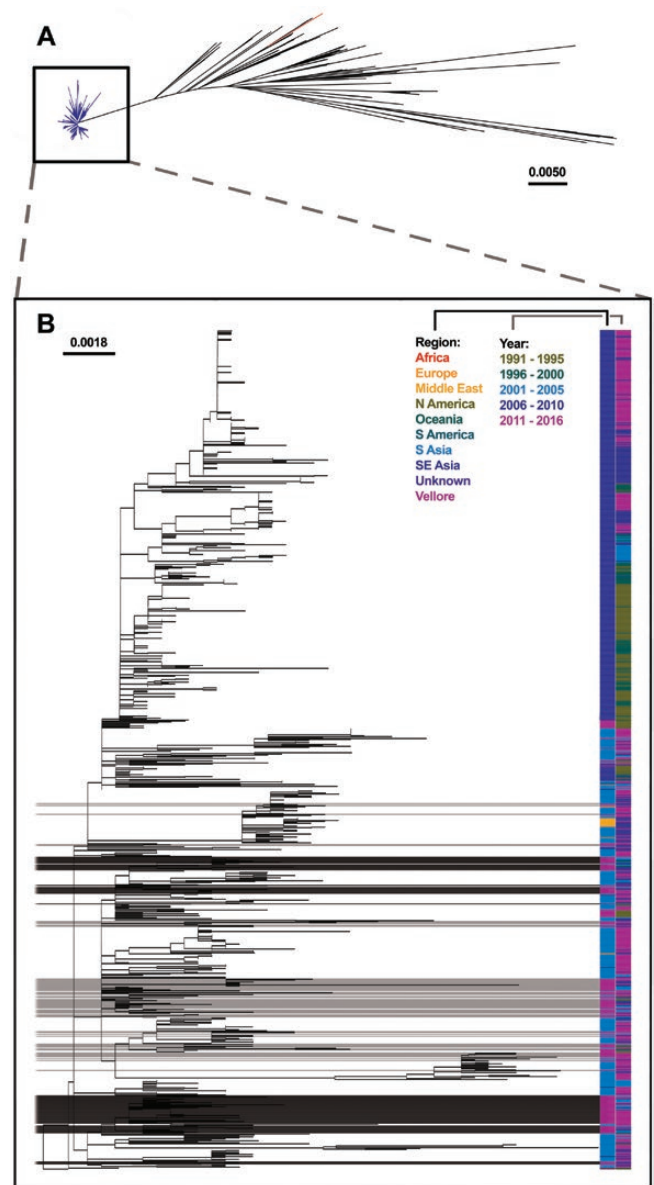 A
0.0050
B
0.0018
Region:
Africa
Europe
Middle East
N America
Oceania
S America
S Asia
SE Asia
Unknown
Vellore
Year:
1991 - 1995
1996 - 2000
2001 - 2005
2006 - 2010
2011 - 2016